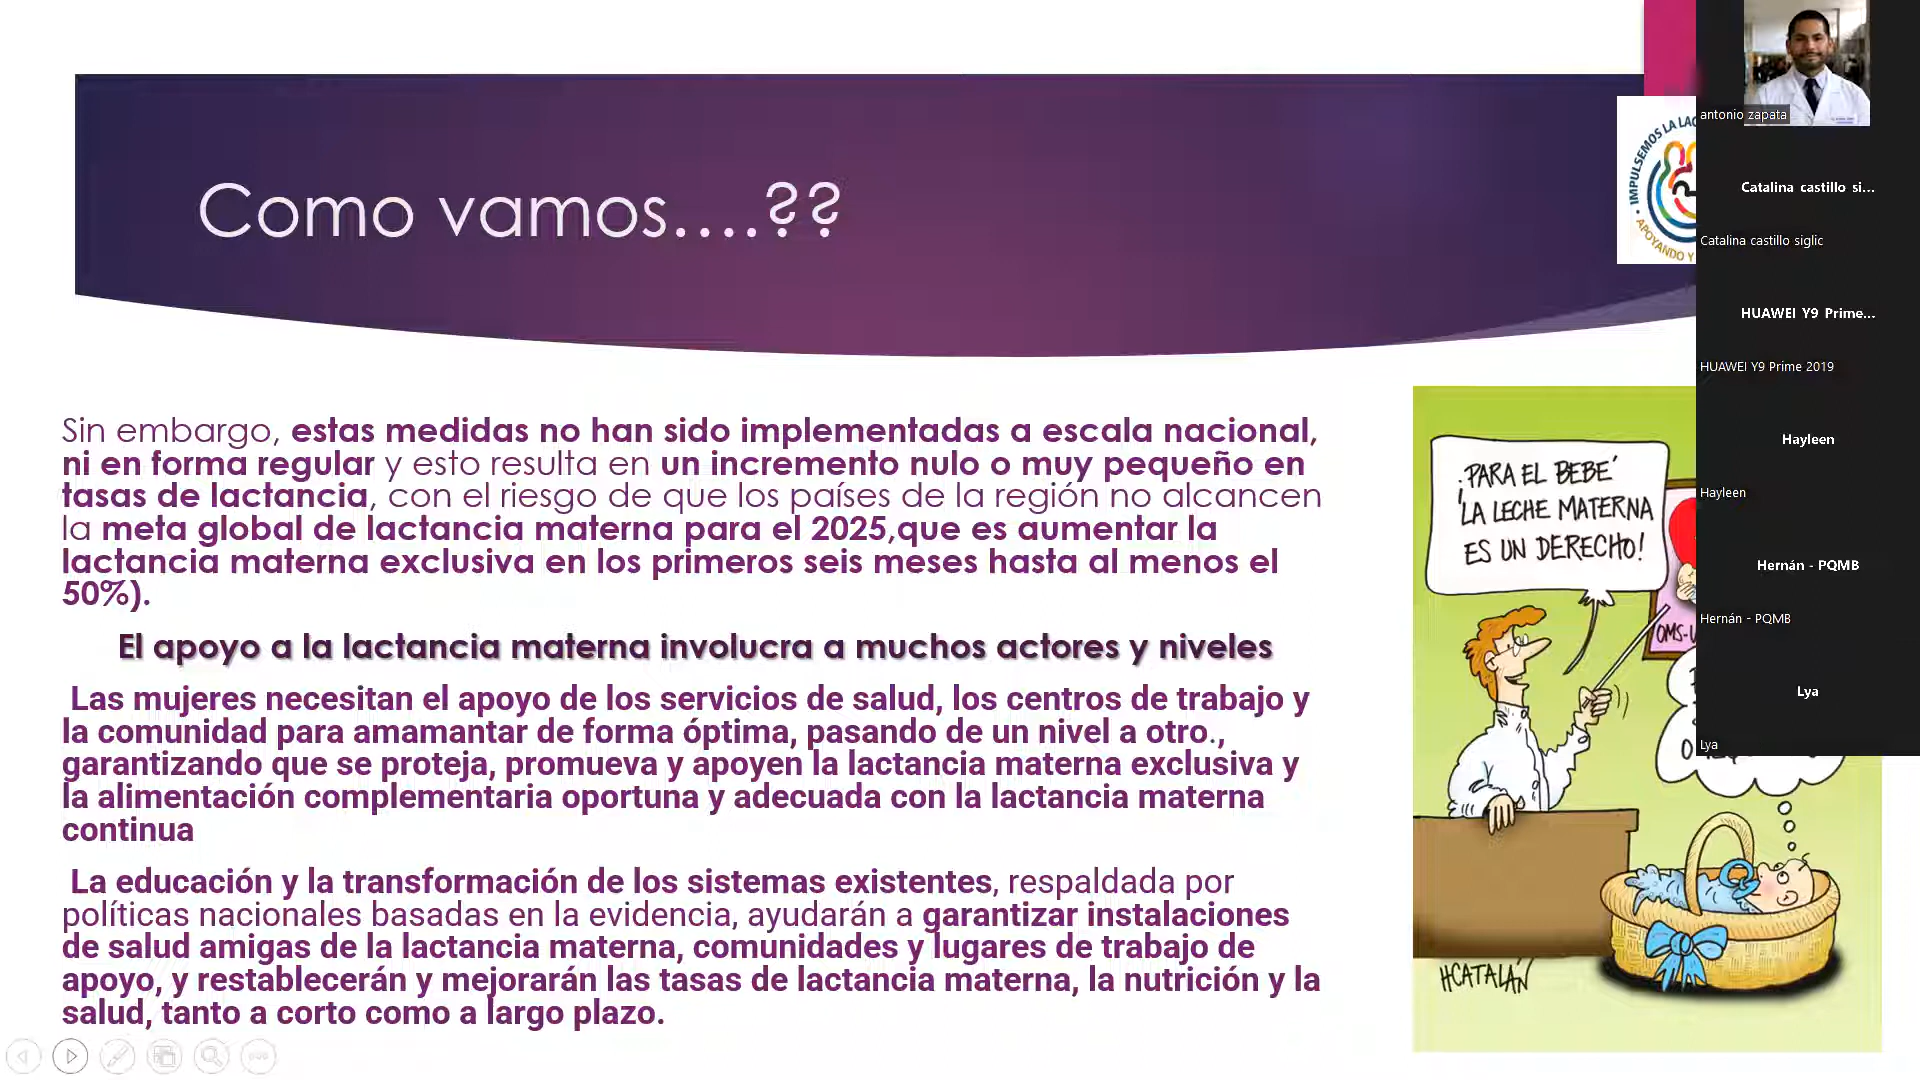 Como vamos....??
IMPULSEMOS LA LAC
APOYANDO Y
Sin embargo, estas medidas no han sido implementadas a escala nacional,
ni en forma regular y esto resulta en un incremento nulo o muy pequeño en
tasas de lactancia, con el riesgo de que los países de la región no alcancen
la meta global de lactancia materna para el 2025,que es aumentar la
lactancia materna exclusiva en los primeros seis meses hasta al menos el
50%).
El apoyo a la lactancia materna involucra a muchos actores y niveles
Las mujeres necesitan el apoyo de los servicios de salud, los centros de trabajo y
la comunidad para amamantar de forma óptima, pasando de un nivel a otro.,
garantizando que se proteja, promueva y apoyen la lactancia materna exclusiva y
la alimentación complementaria oportuna y adecuada con la lactancia materna
continua
La educación y la transformación de los sistemas existentes, respaldada por
políticas nacionales basadas en la evidencia, ayudarán a garantizar instalaciones
de salud amigas de la lactancia materna, comunidades y lugares de trabajo de
apoyo, y restablecerán y mejorarán las tasas de lactancia materna, la nutrición y la
salud, tanto a corto como a largo plazo.
¡PARA EL BEBE
LA LECHE MATERNA
ES UN DERECHO!
OMS-U
HCATALÁN
antonio zapata
Catalina castillo si...
Catalina castillo siglic
HUAWEI Y9 Prime...
HUAWEI Y9 Prime 2019
Hayleen
Hayleen
Hernán - PQMB
Hernán - PQMB
Lya
Lya